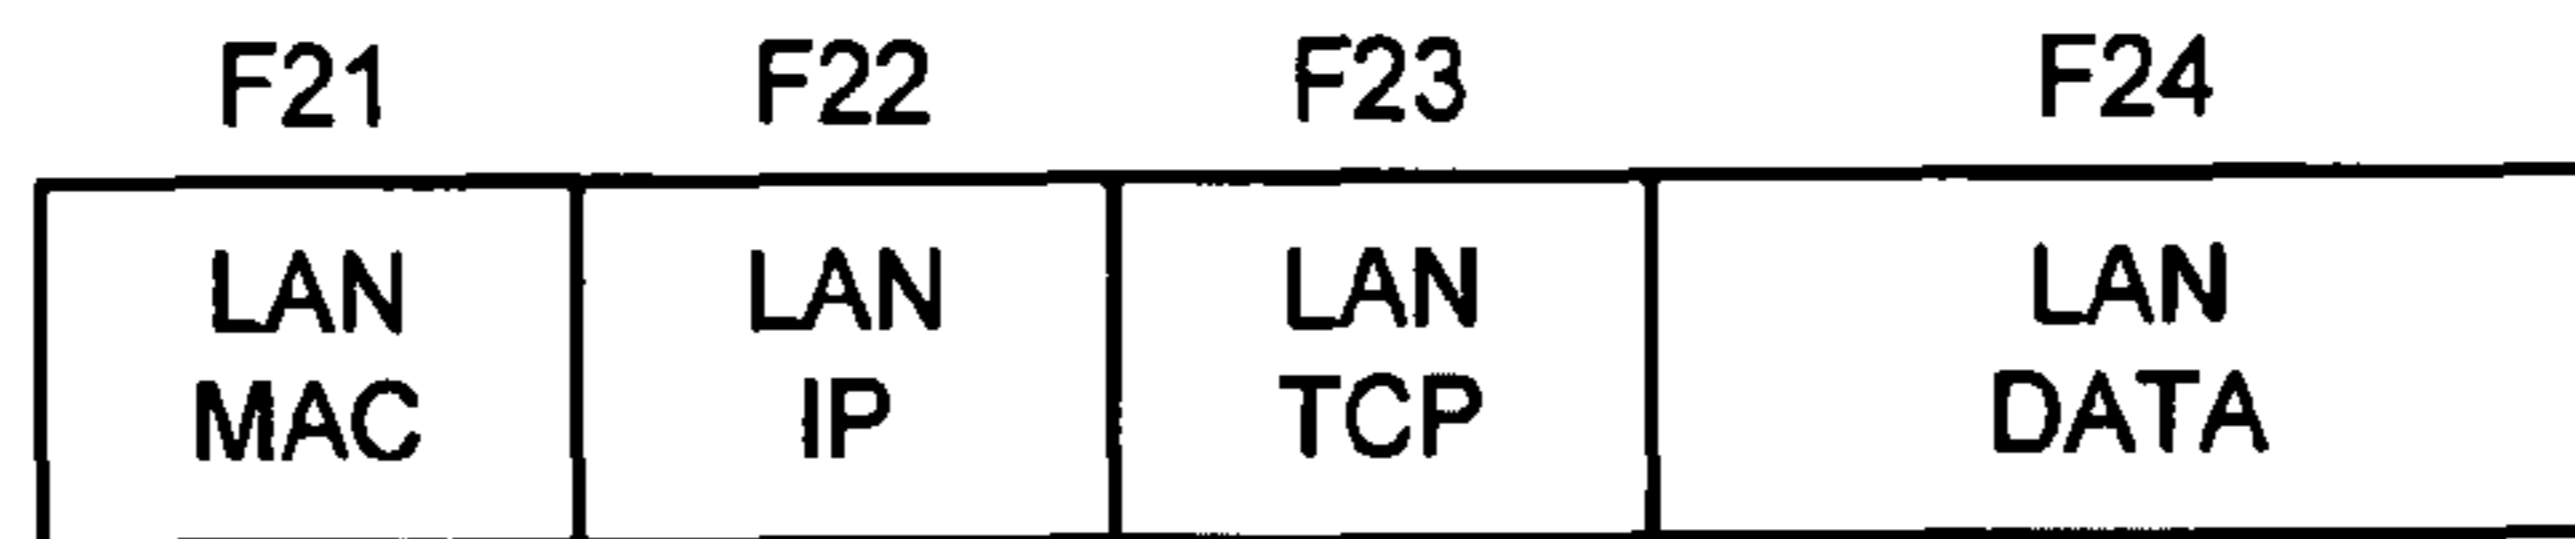 F21 F22 F23 F24
LAN LAN LAN LAN
MAC IP TCP DATA